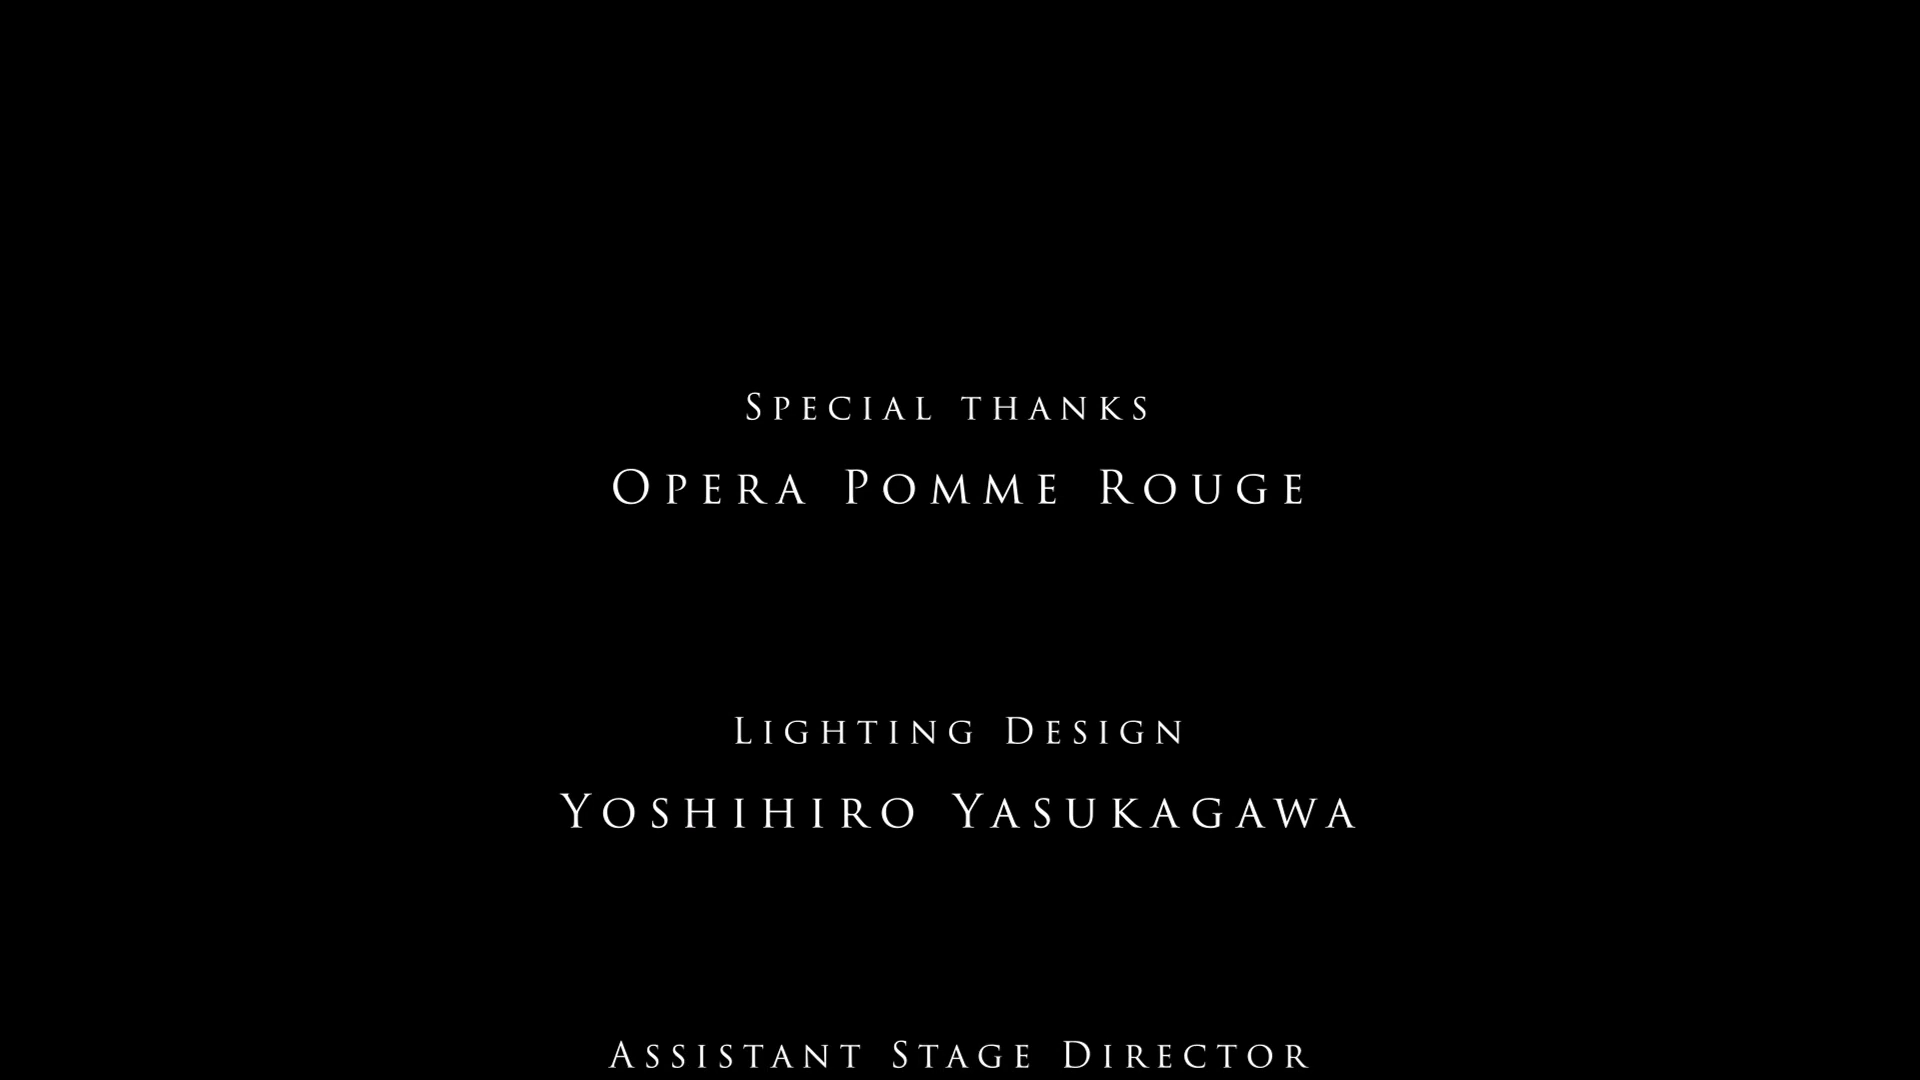 Special thanks
Opera Pomme Rouge
Lighting Design
Yoshihiro Yasukagawa
Assistant Stage Director